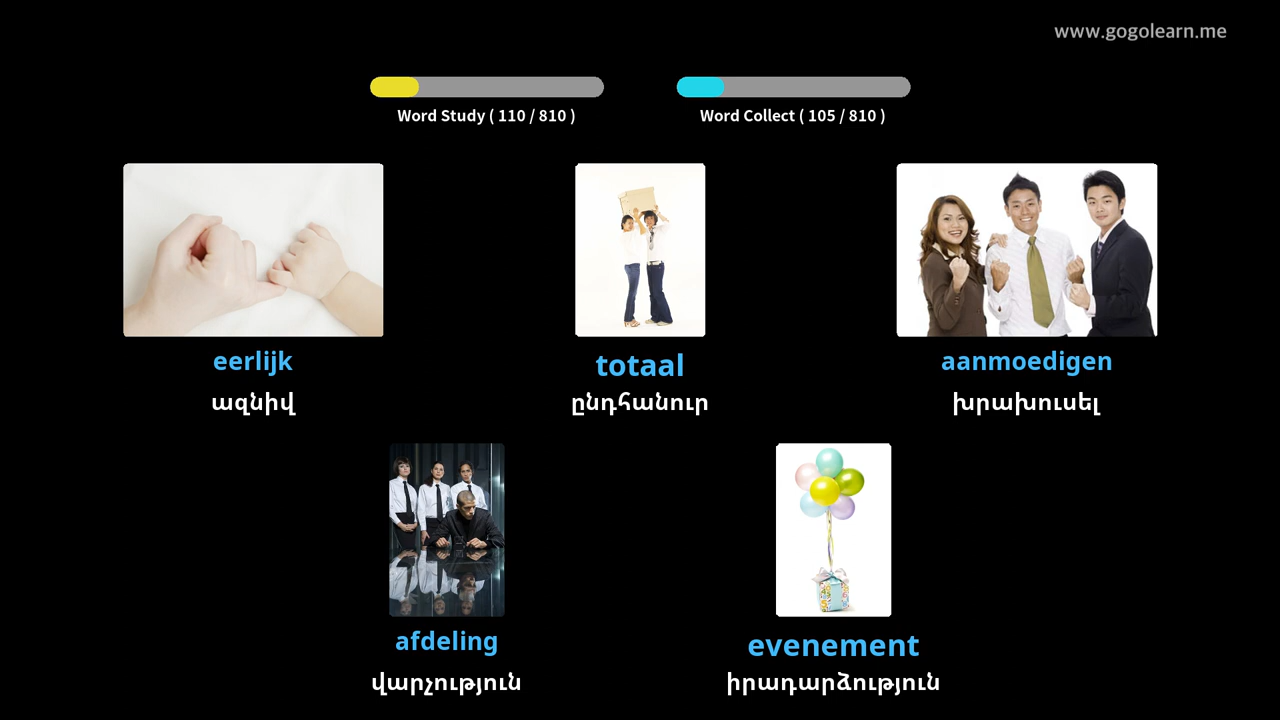 www.gogolearn.me
Word Study ( 110 / 810 )
Word Collect ( 105 / 810 )
eerlijk
totaal
aanmoedigen
ազնիվ
ընդհանուր
խրախուսել
afdeling
evenement
վարչություն
իրադարձություն